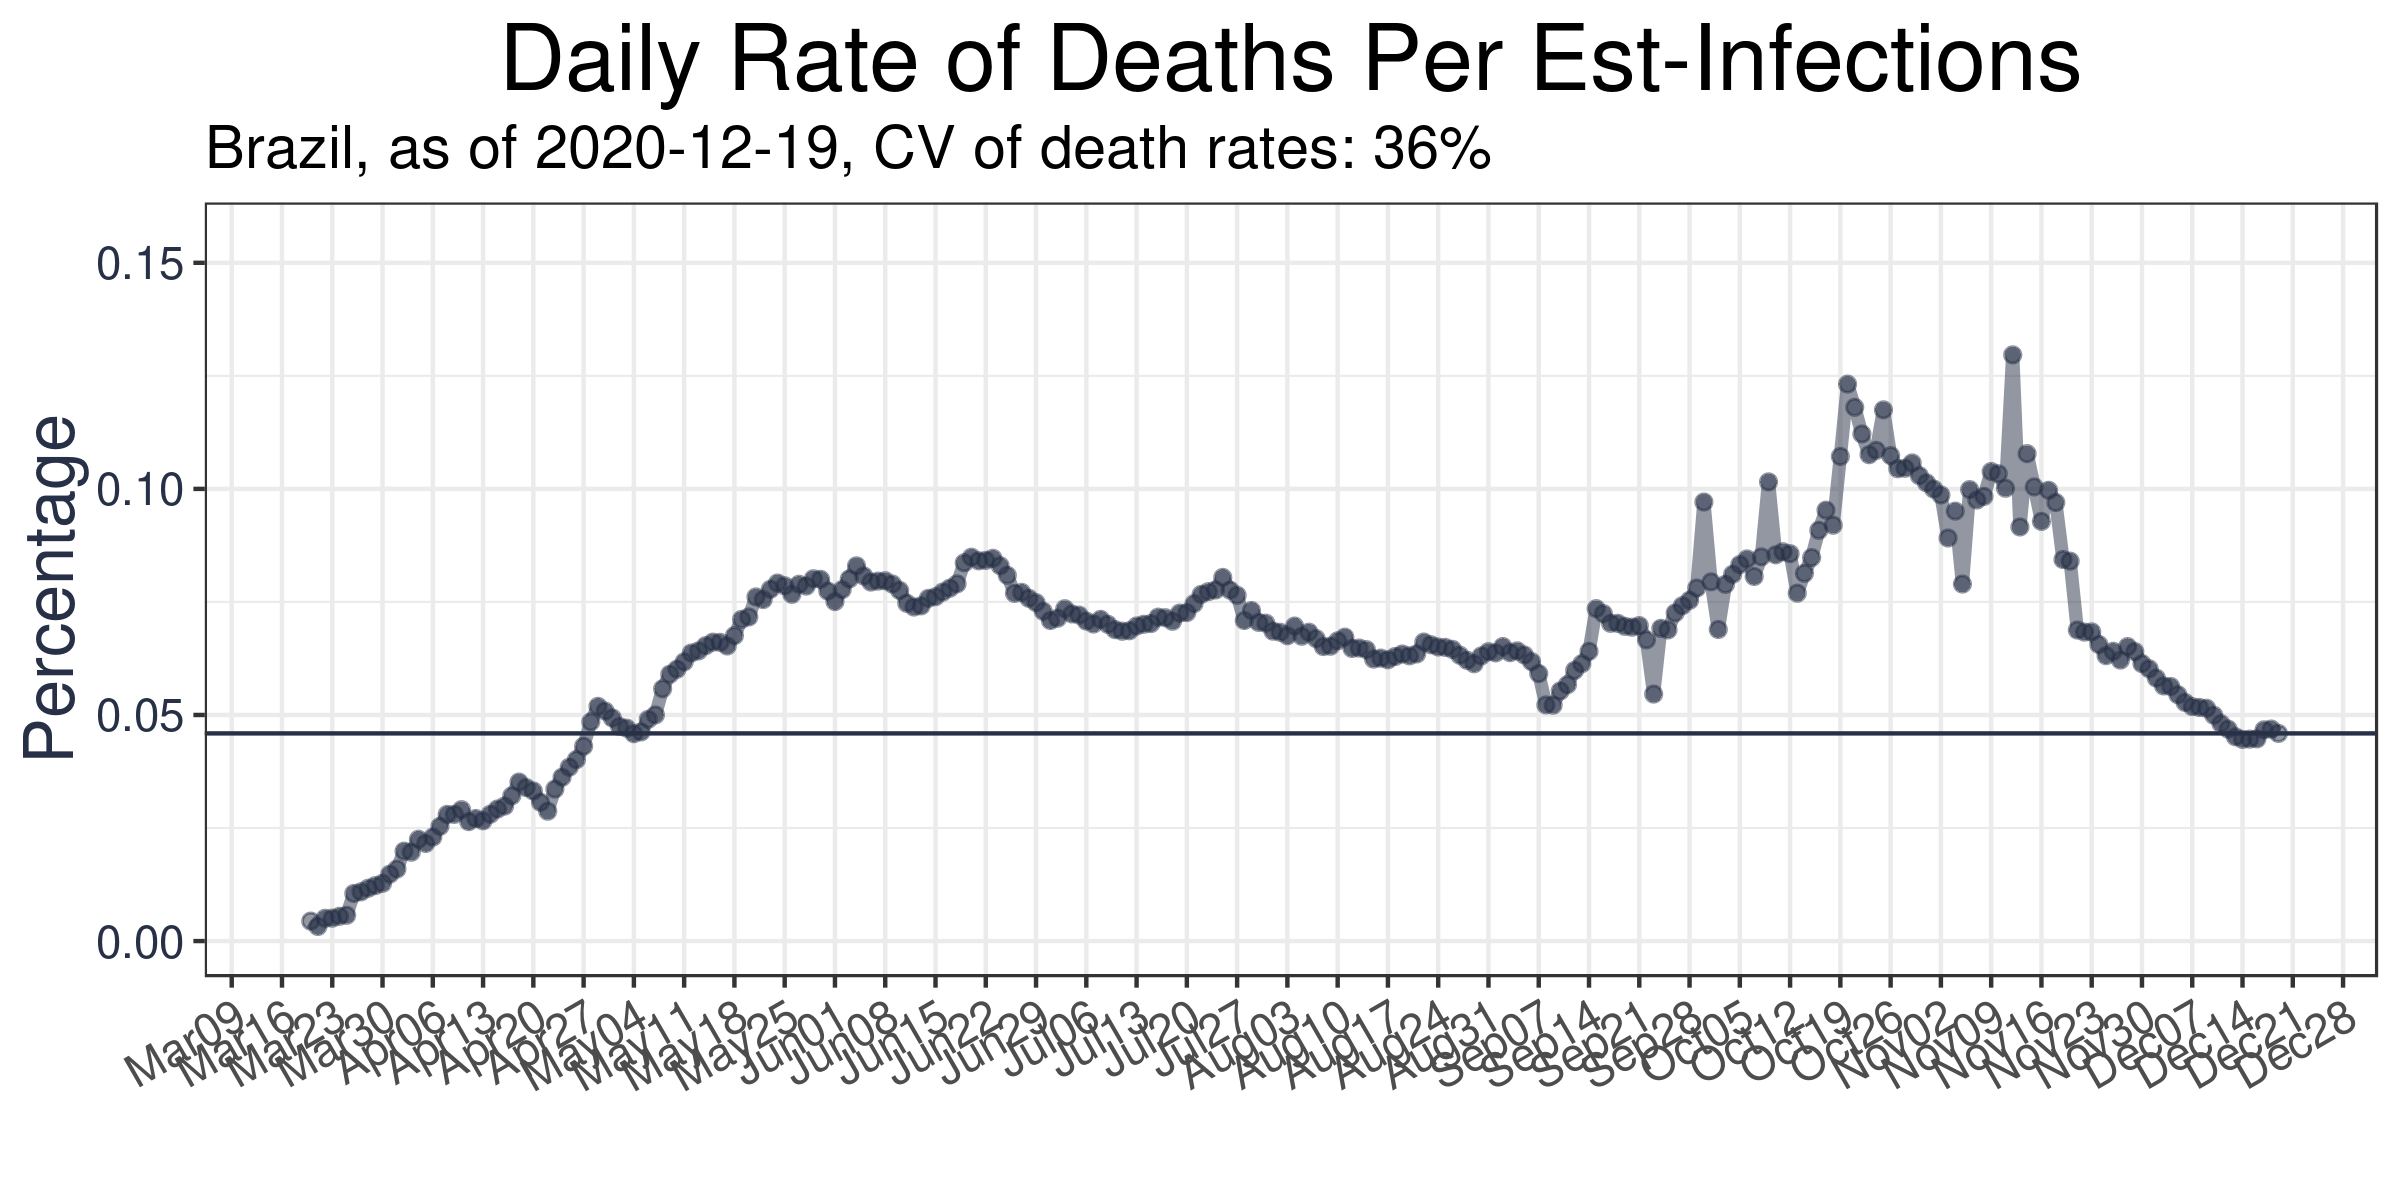 Daily Rate of Deaths Per Est-Infections
Brazil, as of 2020-12-19, CV of death rates: 36%
Percentage
0.15
0.10
0.05
0.00
Mar09
Mar16
Mar23
Mar30
Apr06
Apr13
Apr20
Apr27
May04
May11
May18
May25
Jun01
Jun08
Jun15
Jun22
Jun29
Jul06
Jul13
Jul20
Jul27
Aug03
Aug10
Aug17
Aug24
Aug31
Sep07
Sep14
Sep21
Sep28
Oct05
Oct12
Oct19
Oct26
Nov02
Nov09
Nov16
Nov23
Nov30
Dec07
Dec14
Dec21
Dec28